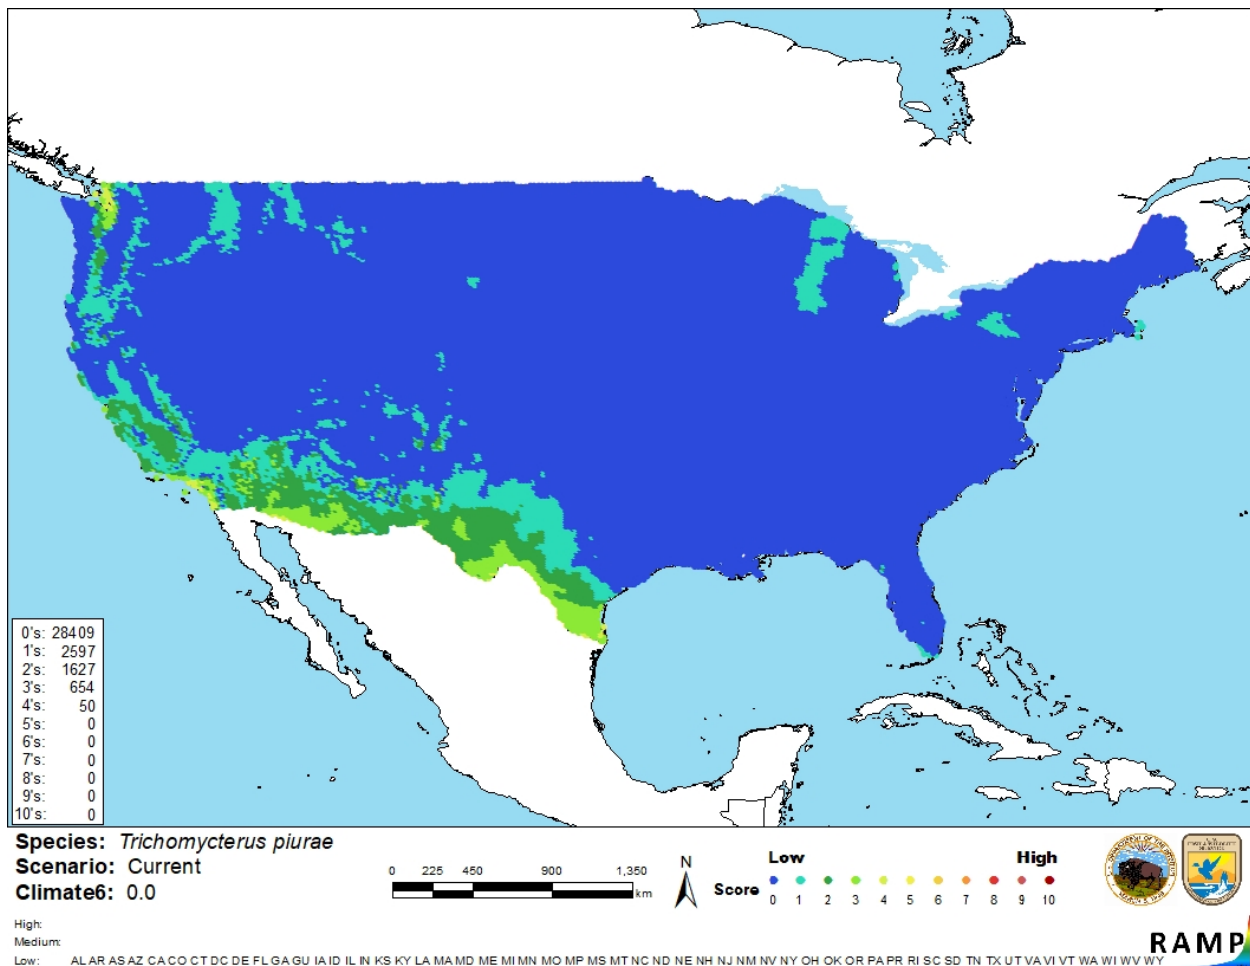 0's: 28409
1's: 2597
2's: 1627
3's: 654
4's: 50
5's: 0
6's: 0
7's: 0
8's: 0
9's: 0
10's: 0
Species: Trichomycterus piurae
Scenario: Current
Climate6: 0.0
0 225 450 900 1,350
km
N
Low High
Score
0 1 2 3 4 5 6 7 8 9 10
High:
Medium:
Low: AL AR AS AZ CA CO CT DC DE FL GA GU IA ID IL IN KS KY LA MA MD ME MI MN MO MP MS MT NC ND NE NH NJ NM NV NY OH OK OR PA PR RI SC SD TN TX UT VA VI VT WA WI WV WY
RAMP